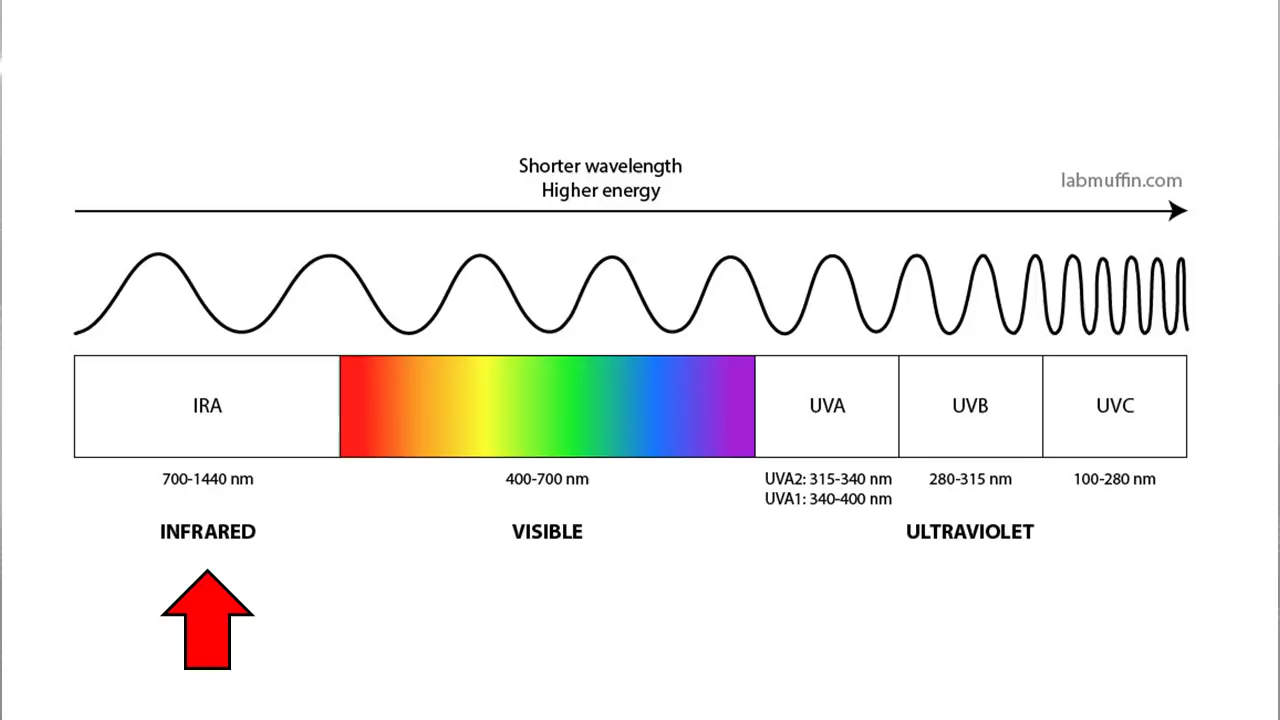 Shorter wavelength
Higher energy
labmuffin.com
IRA
UVA
UVB
UVC
700-1440 nm
400-700 nm
UVA2: 315-340 nm
UVA1: 340-400 nm
280-315 nm
100-280 nm
INFRARED
VISIBLE
ULTRAVIOLET